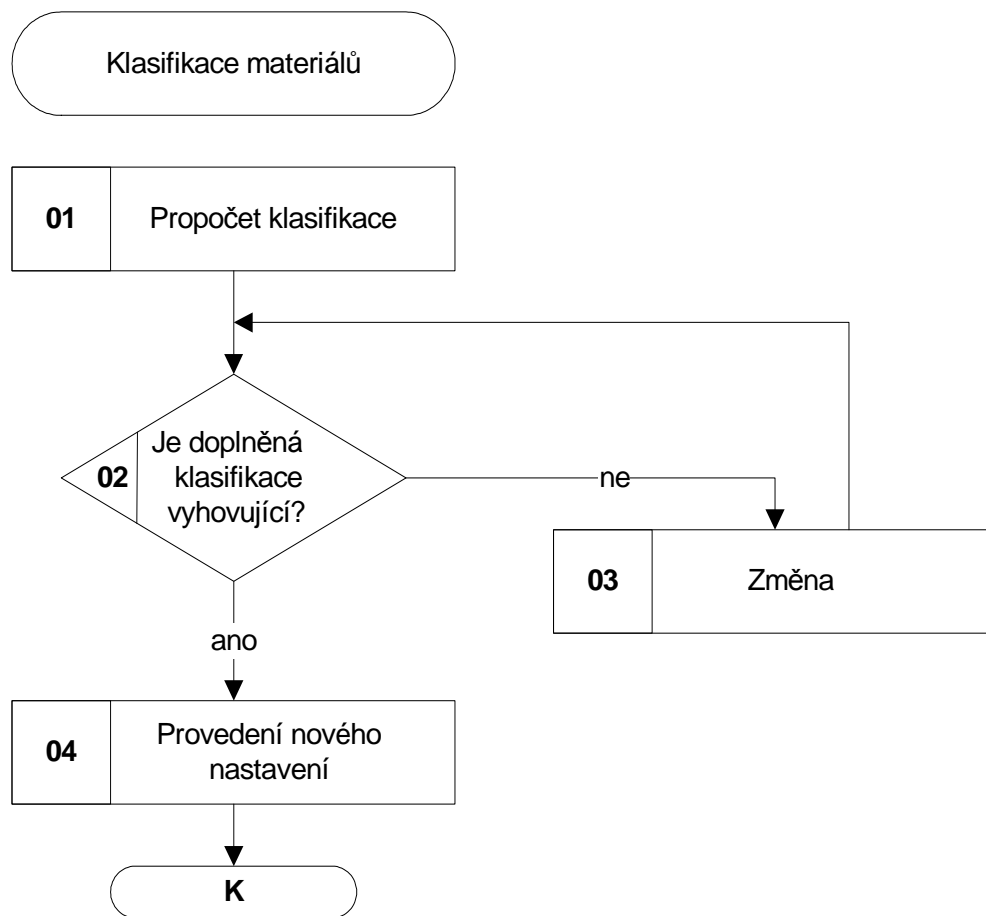 Klasifikace materiálů
01 Propočet klasifikace
Je doplněná
02 klasifikace
vyhovující?
ne
03 Změna
ano
04 Provedení nového
nastavení
K